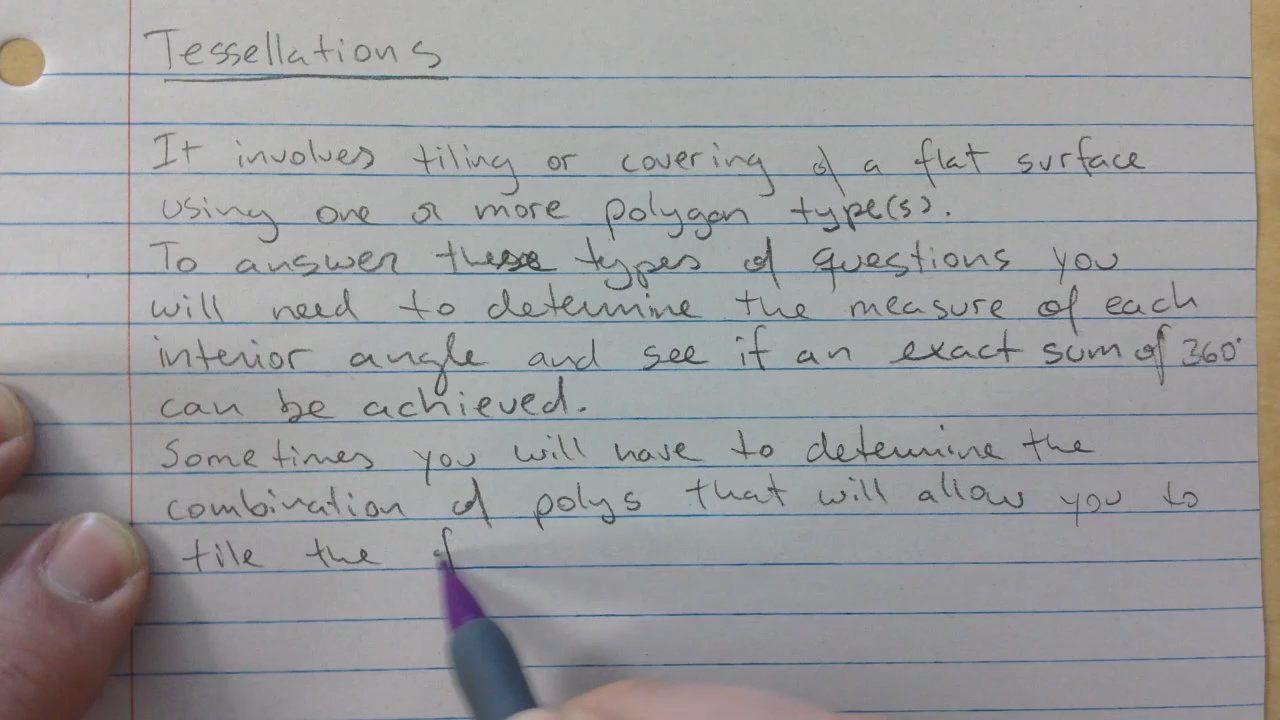 Tessellations
It involves tiling or covering of a flat surface
using one or more polygon type(s).
To answer these types of questions you
will need to determine the measure of each
interior angle and see if an exact sum of 360°
can be achieved.
Sometimes you will have to determine the
combination of polys that will allow you to
tile the f